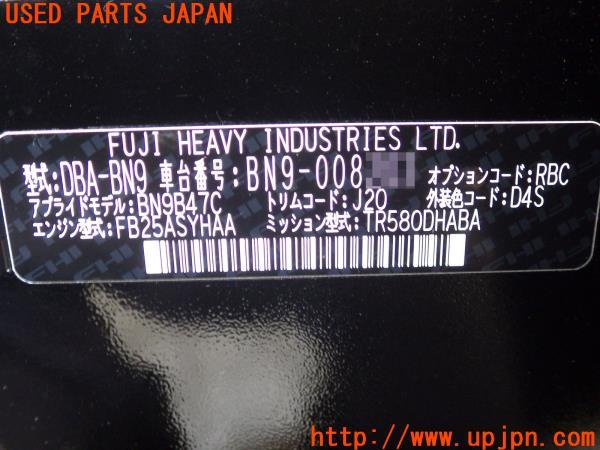 USED PARTS JAPAN
FUJI HEAVY INDUSTRIES LTD.
型式:DBA-BN9 車台番号:BN9-008 オプションコード:RBC
アプライドモデル:BN9B47C トリムコード:J20 外装色コード:D4S
エンジン型式:FB25ASYHAA ミッション型式:TR580DHABA
http://www.upjpn.com/